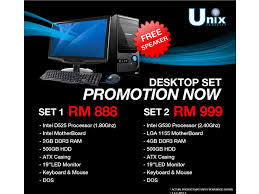 Unix
FREE
SPEAKER
DESKTOP SET
PROMOTION NOW
SET 1 RM 888
• Intel D525 Processor (1.80Ghz)
• Intel MotherBoard
• 2GB DDR3 RAM
• 500GB HDD
• ATX Casing
• 19"LED Monitor
• Keyboard & Mouse
• DOS
SET 2 RM 999
• Intel G530 Processor (2.40Ghz)
• LGA 1155 MotherBoard
• 2GB DDR3 RAM
• 500GB HDD
• ATX Casing
• 19"LED Monitor
• Keyboard & Mouse
• DOS